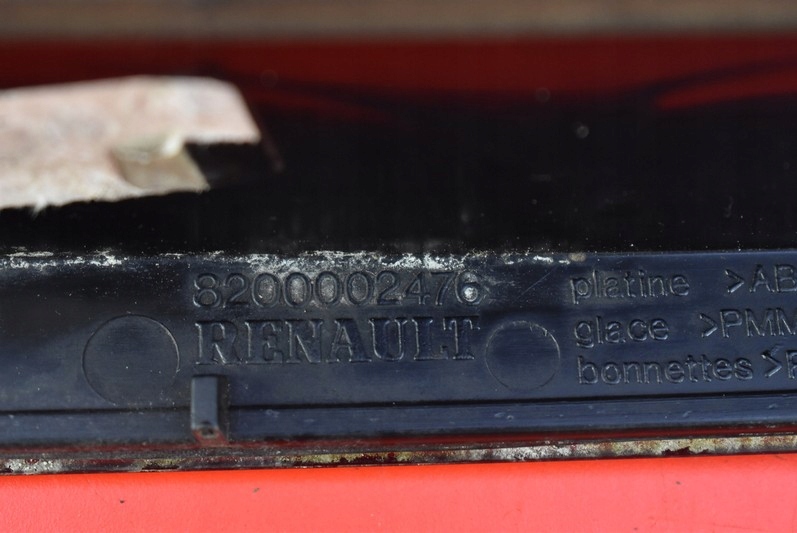 8200002476
RENAULT
platine >AB
glace >PMM
bonnettes >P